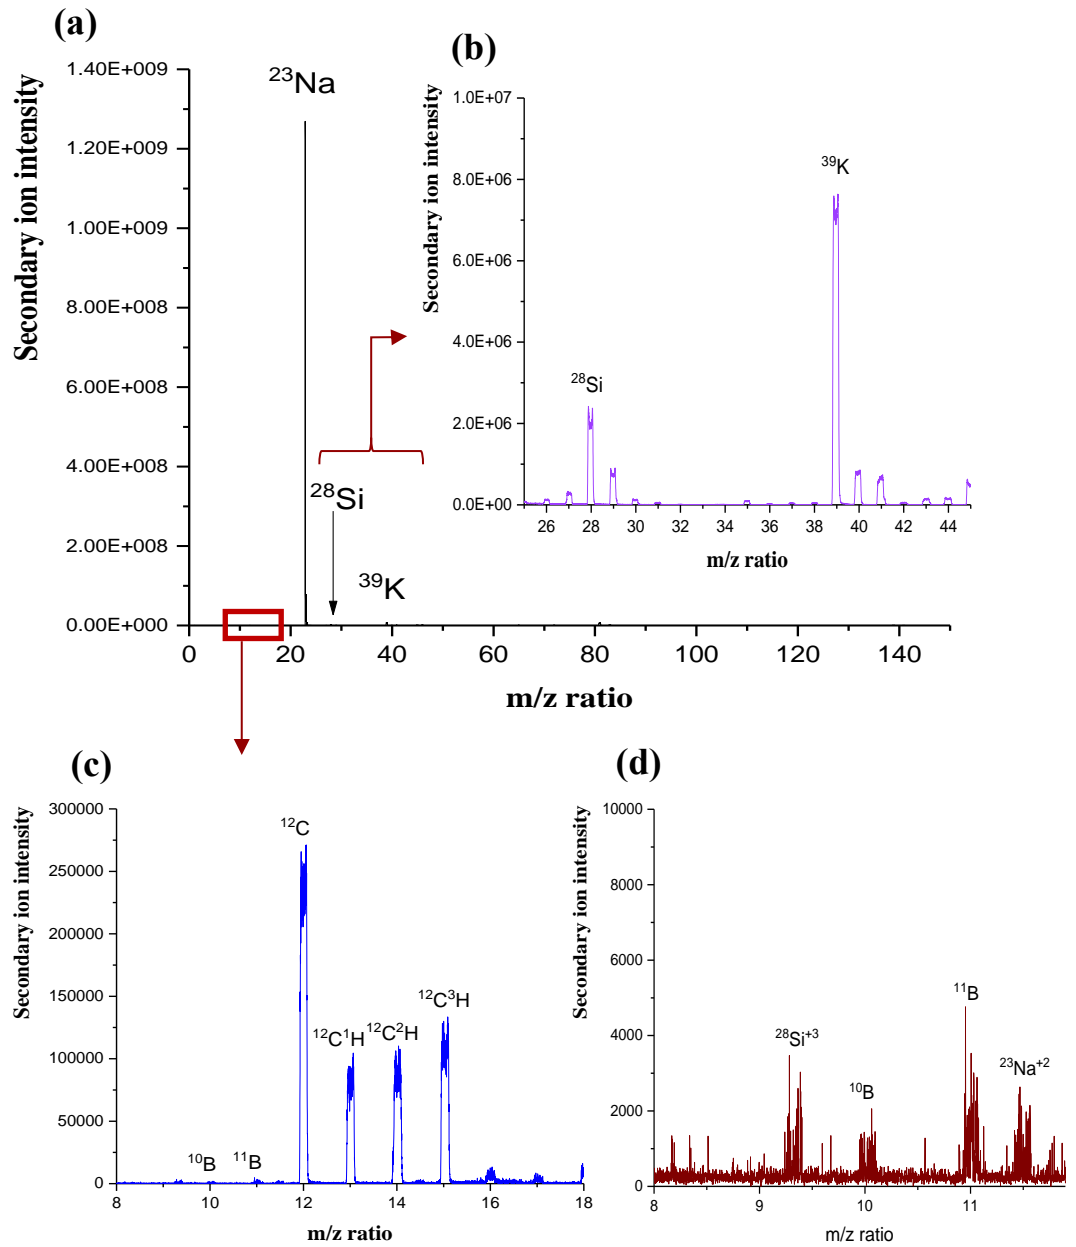 (a)
Secondary ion intensity
1.40E+009
1.20E+009
1.00E+009
8.00E+008
6.00E+008
4.00E+008
2.00E+008
0.00E+000
²³Na
²⁸Si
³⁹K
0 20 40 60 80 100 120 140
m/z ratio
(b)
Secondary ion intensity
1.0E+07
8.0E+06
6.0E+06
4.0E+06
2.0E+06
0.0E+00
³⁹K
²⁸Si
26 28 30 32 34 36 38 40 42 44
m/z ratio
(c)
Secondary ion intensity
300000
250000
200000
150000
100000
50000
0
¹²C
¹²C¹H
¹²C²H
¹²C³H
¹⁰B
¹¹B
8 10 12 14 16 18
m/z ratio
(d)
Secondary ion intensity
10000
8000
6000
4000
2000
0
¹¹B
²⁸Si⁺³
¹⁰B
²³Na⁺²
8 9 10 11
m/z ratio